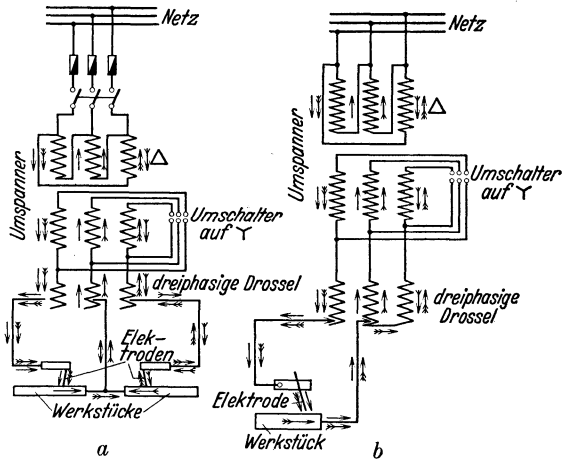 Netz
Umspanner
△
Umschalter
auf Y
dreiphasige Drossel
Elek-
troden
Werkstücke
a
Netz
Umspanner
△
Umschalter
auf Y
dreiphasige
Drossel
Elektrode
Werkstück
b